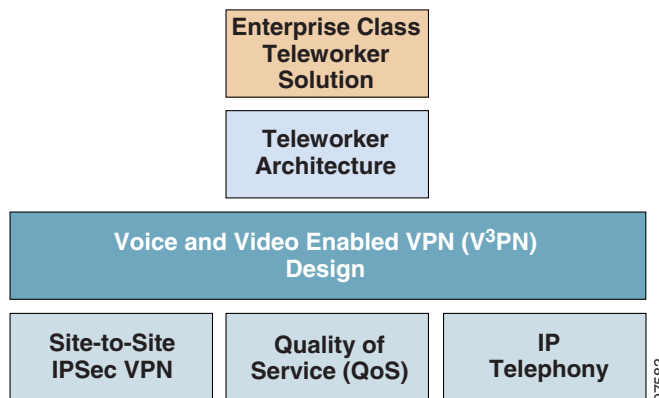 Enterprise Class
Teleworker
Solution
Teleworker
Architecture
Voice and Video Enabled VPN (V³PN)
Design
Site-to-Site
IPSec VPN
Quality of
Service (QoS)
IP
Telephony